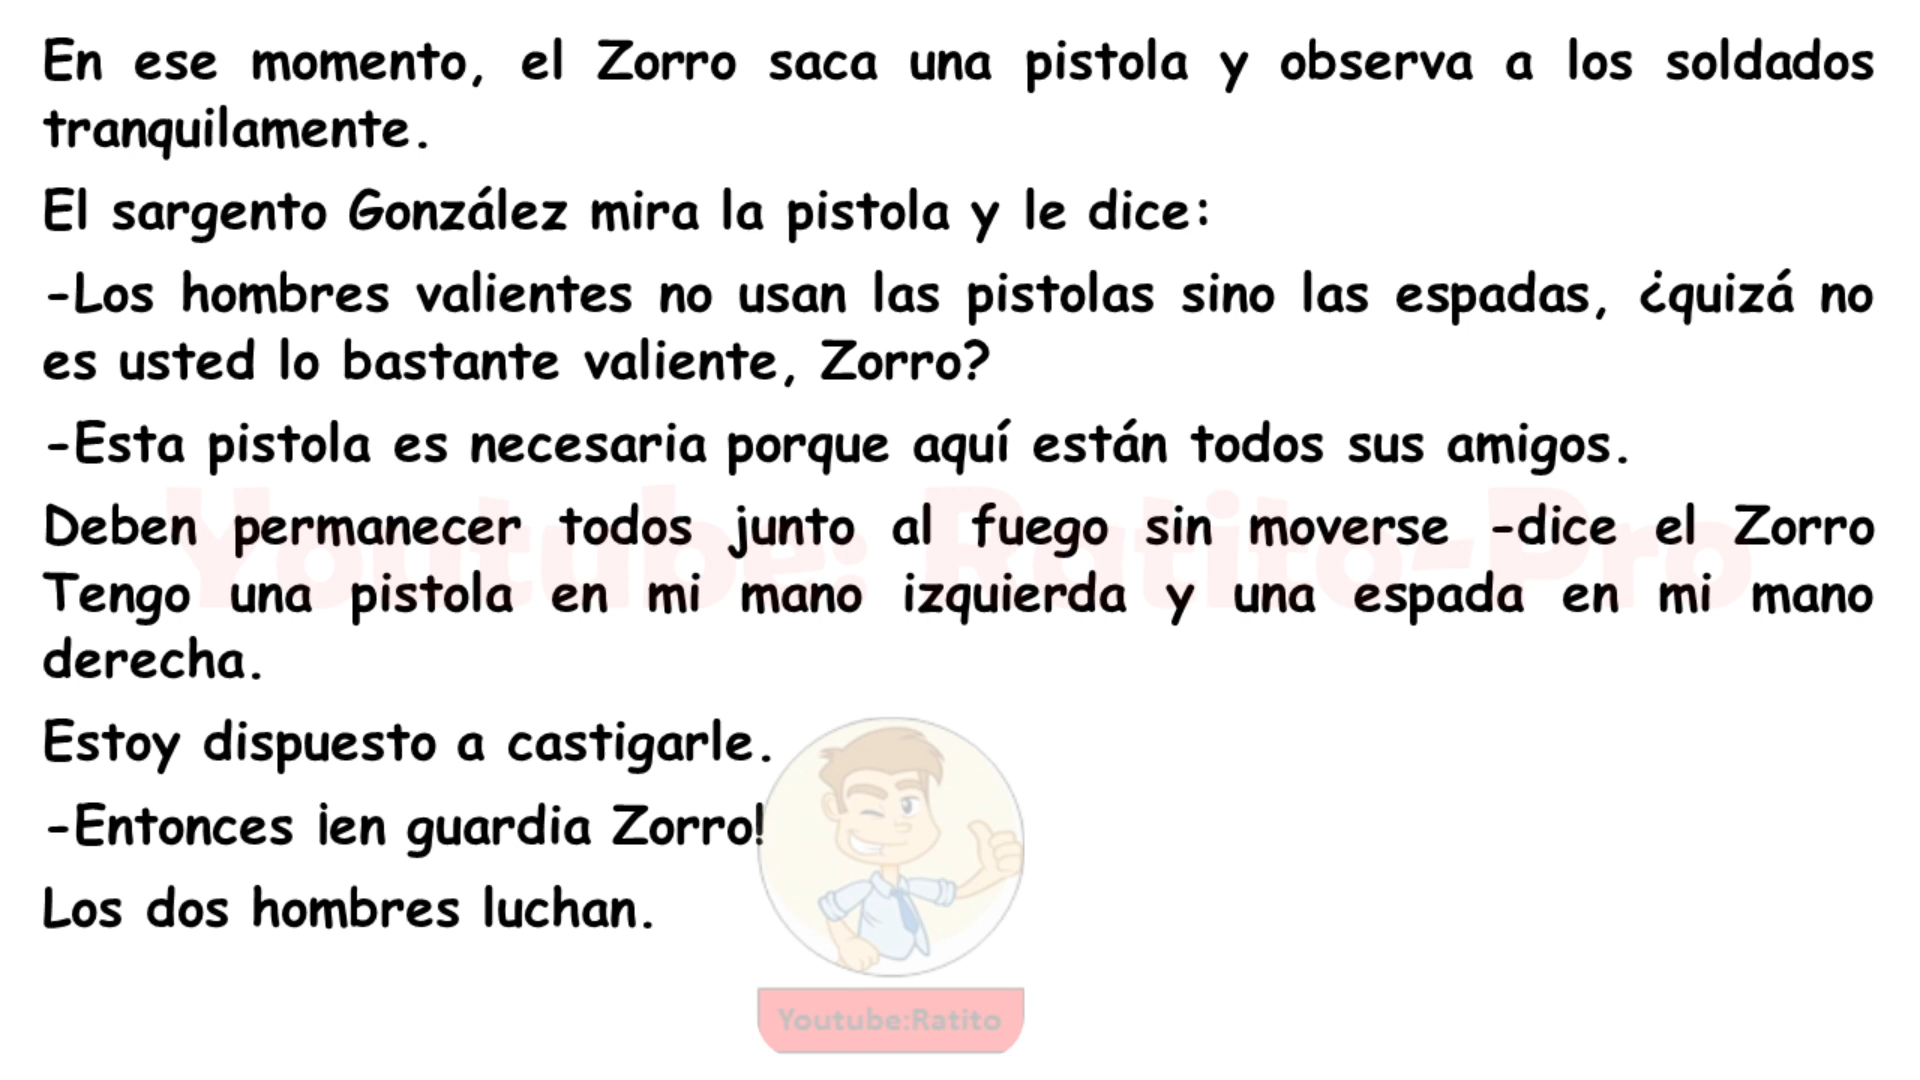 En ese momento, el Zorro saca una pistola y observa a los soldados
tranquilamente.
El sargento González mira la pistola y le dice:
-Los hombres valientes no usan las pistolas sino las espadas, ¿quizá no
es usted lo bastante valiente, Zorro?
-Esta pistola es necesaria porque aquí están todos sus amigos.
Deben permanecer todos junto al fuego sin moverse -dice el Zorro
Tengo una pistola en mi mano izquierda y una espada en mi mano
derecha.
Estoy dispuesto a castigarle.
-Entonces ¡en guardia Zorro!
Los dos hombres luchan.
Youtube: Ratito-Pro
Youtube:Ratito